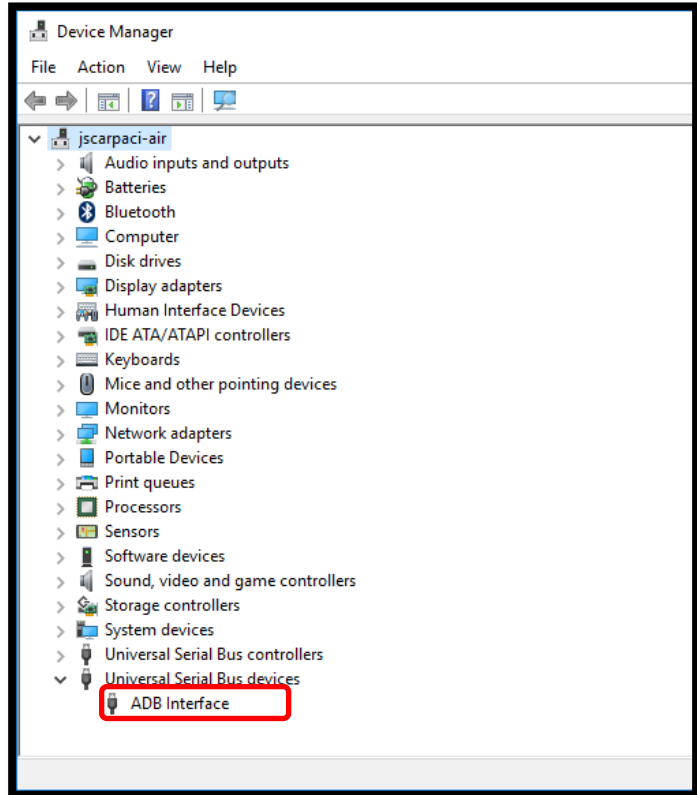 Device Manager
File Action View Help
jscarpaci-air
Audio inputs and outputs
Batteries
Bluetooth
Computer
Disk drives
Display adapters
Human Interface Devices
IDE ATA/ATAPI controllers
Keyboards
Mice and other pointing devices
Monitors
Network adapters
Portable Devices
Print queues
Processors
Sensors
Software devices
Sound, video and game controllers
Storage controllers
System devices
Universal Serial Bus controllers
Universal Serial Bus devices
ADB Interface